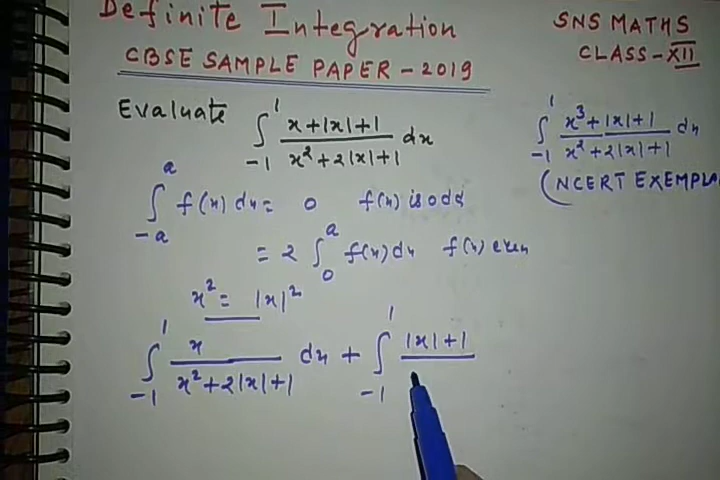 Definite Integration
CBSE SAMPLE PAPER - 2019
SNS MATHS
CLASS-XII
Evaluate ∫_{-1}^{1} (x+|x|+1)/(x²+2|x|+1) dx
∫_{-1}^{1} (x³+|x|+1)/(x²+2|x|+1) dx
(NCERT EXEMPLA
∫_{-a}^{a} f(x) dx = 0 f(x) is odd
= 2 ∫_{0}^{a} f(x) dx f(x) even
x² = |x|²
∫_{-1}^{1} x/(x²+2|x|+1) dx + ∫_{-1}^{1} |x|+1